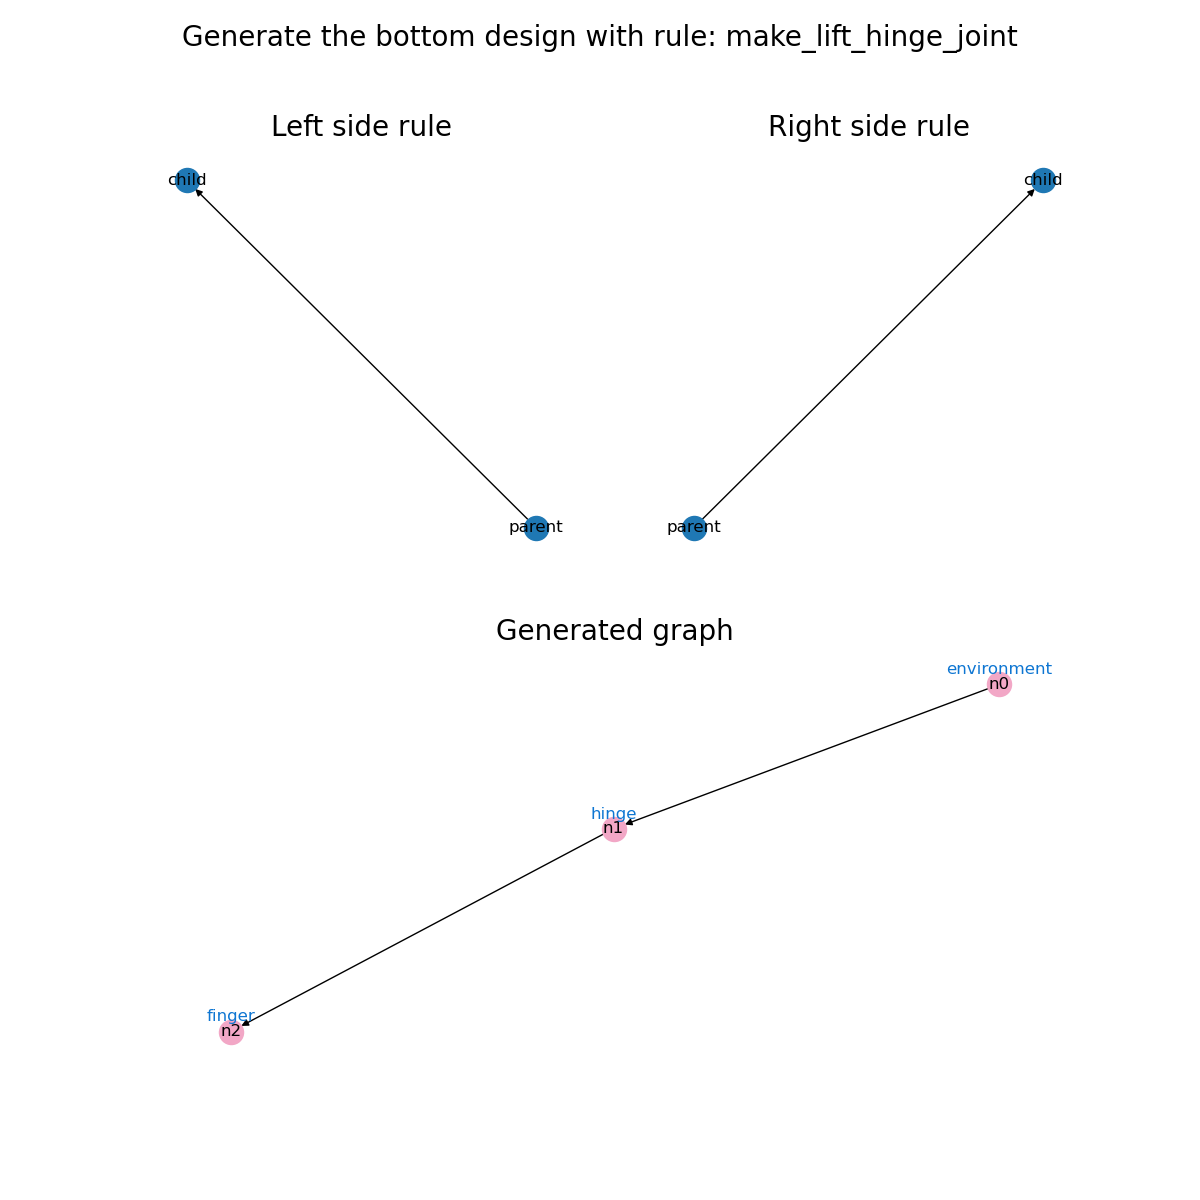 Generate the bottom design with rule: make_lift_hinge_joint
Left side rule
Right side rule
child
child
parent
parent
Generated graph
environment
n0
hinge
n1
finger
n2